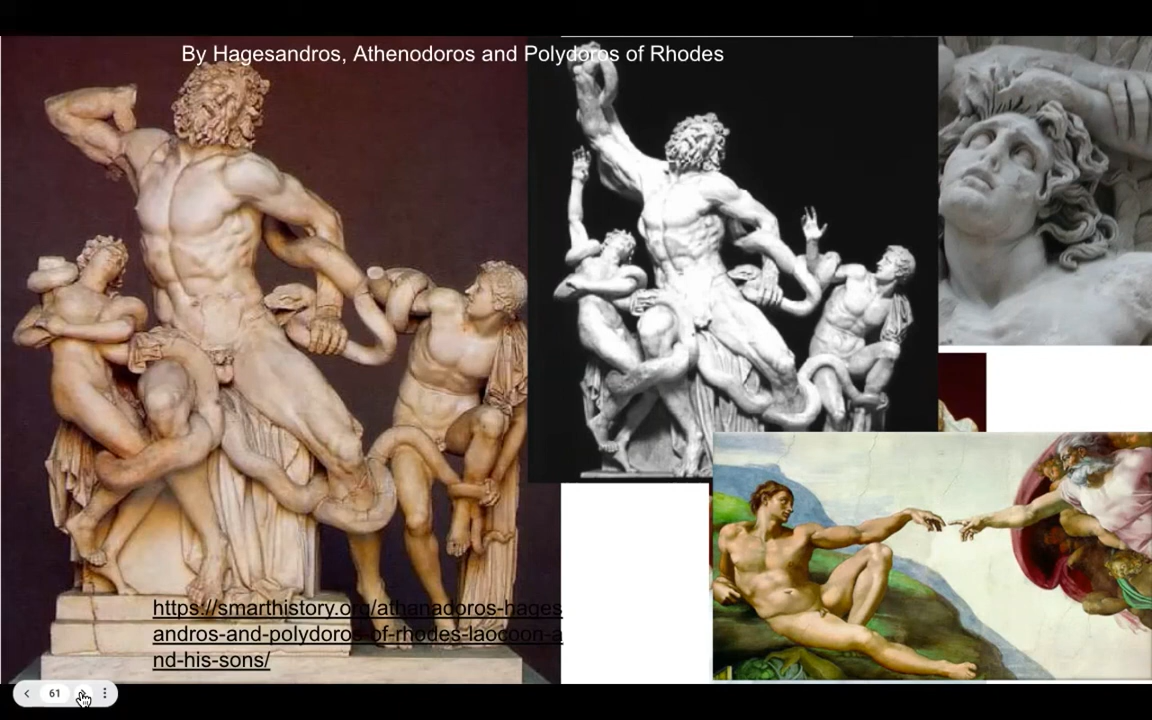 By Hagesandros, Athenodoros and Polydoros of Rhodes
https://smarthistory.org/athanadoros-hages
andros-and-polydoros-of-rhodes-laocoon-a
nd-his-sons/
61